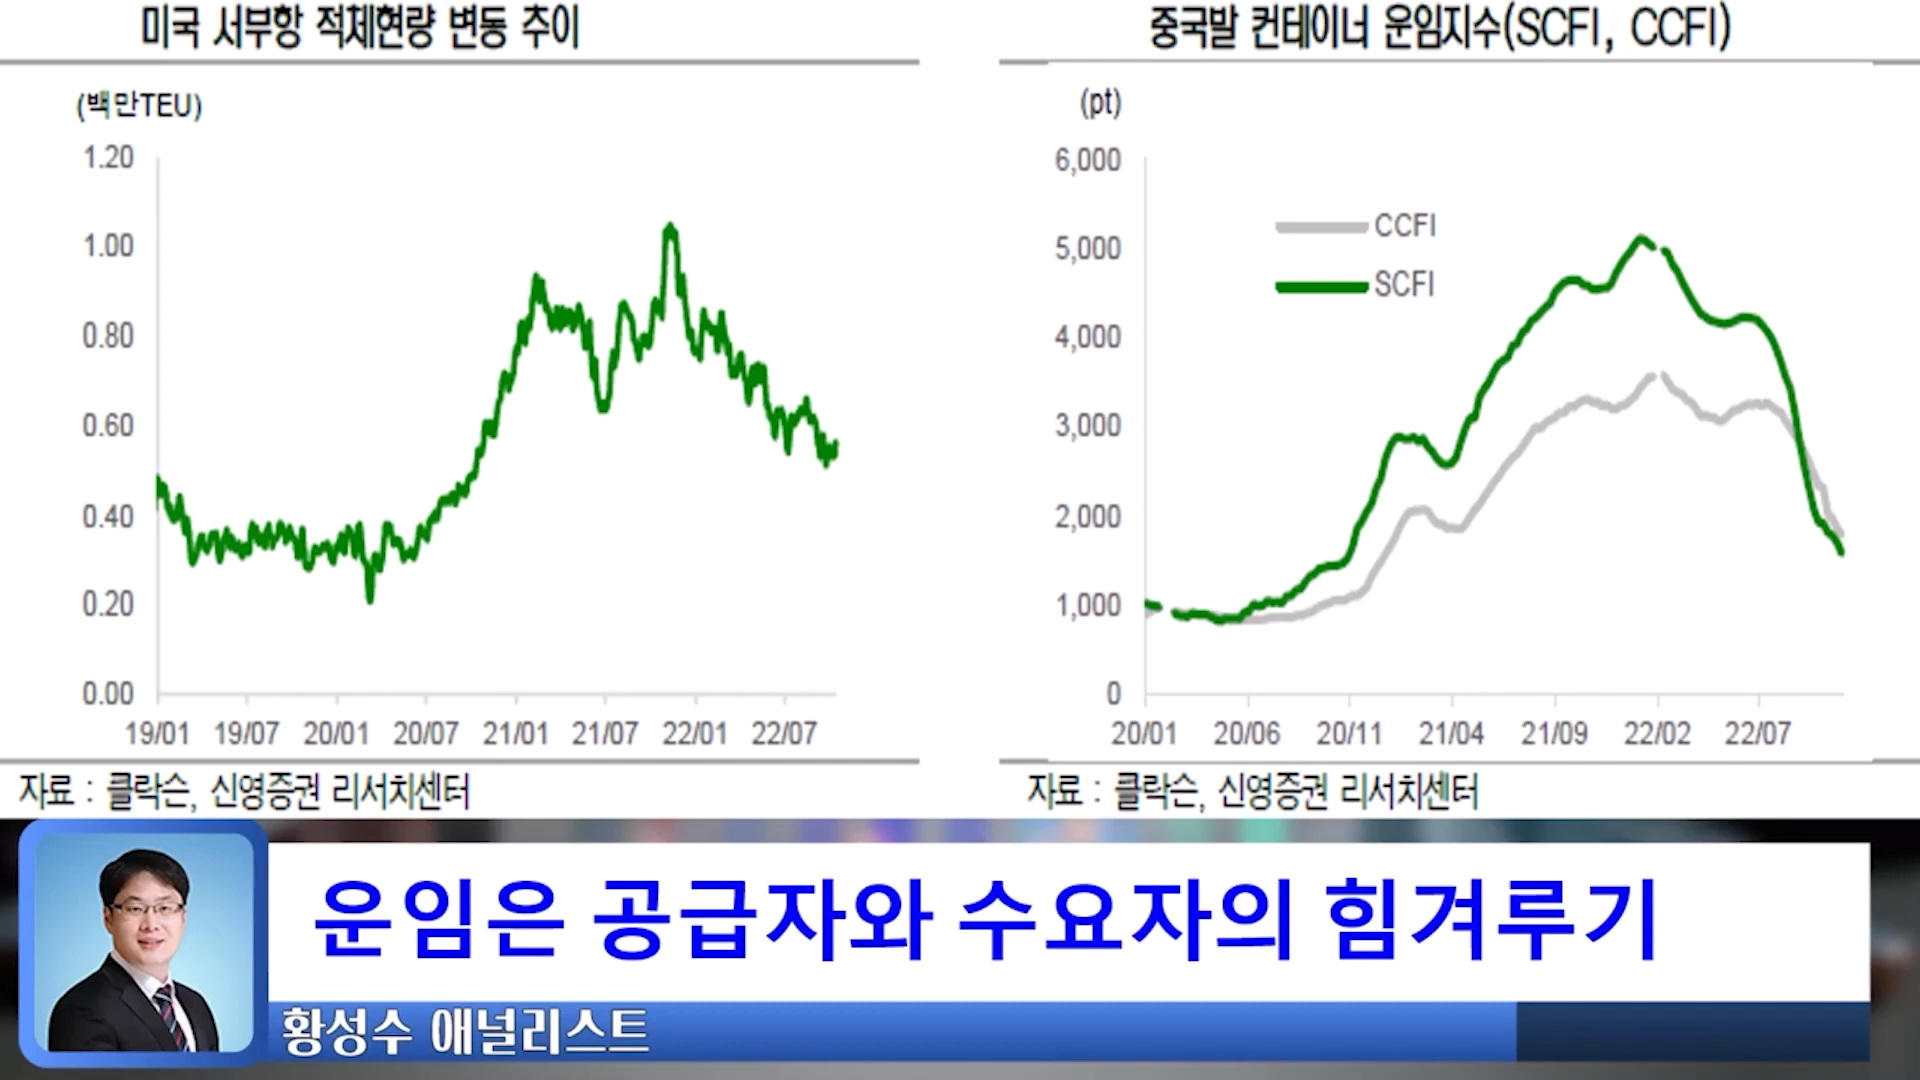 미국 서부항 적체현량 변동 추이
(백만TEU)
1.20
1.00
0.80
0.60
0.40
0.20
0.00
19/01 19/07 20/01 20/07 21/01 21/07 22/01 22/07
자료 : 클락슨, 신영증권 리서치센터
중국발 컨테이너 운임지수(SCFI, CCFI)
(pt)
6,000
5,000
4,000
3,000
2,000
1,000
0
CCFI
SCFI
20/01 20/06 20/11 21/04 21/09 22/02 22/07
자료 : 클락슨, 신영증권 리서치센터
운임은 공급자와 수요자의 힘겨루기
황성수 애널리스트